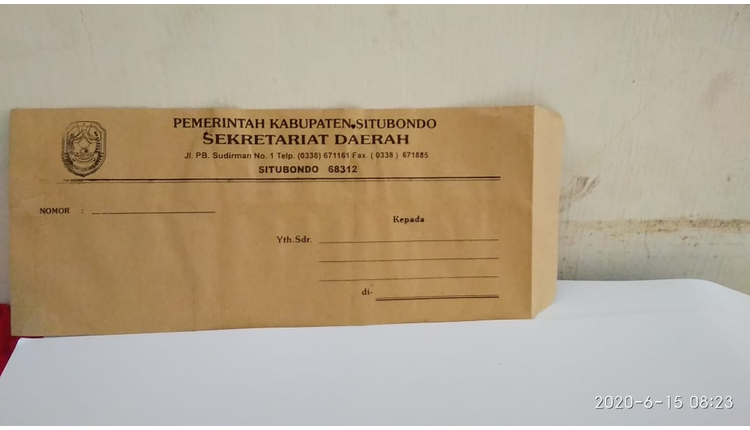 PEMERINTAH KABUPATEN SITUBONDO
SEKRETARIAT DAERAH
Jl. PB. Sudirman No. 1 Telp. (0338) 671161 Fax. ( 0338 ) 671885
SITUBONDO 68312
NOMOR :
Kepada
Yth.Sdr.
di-
2020-6-15 08:23